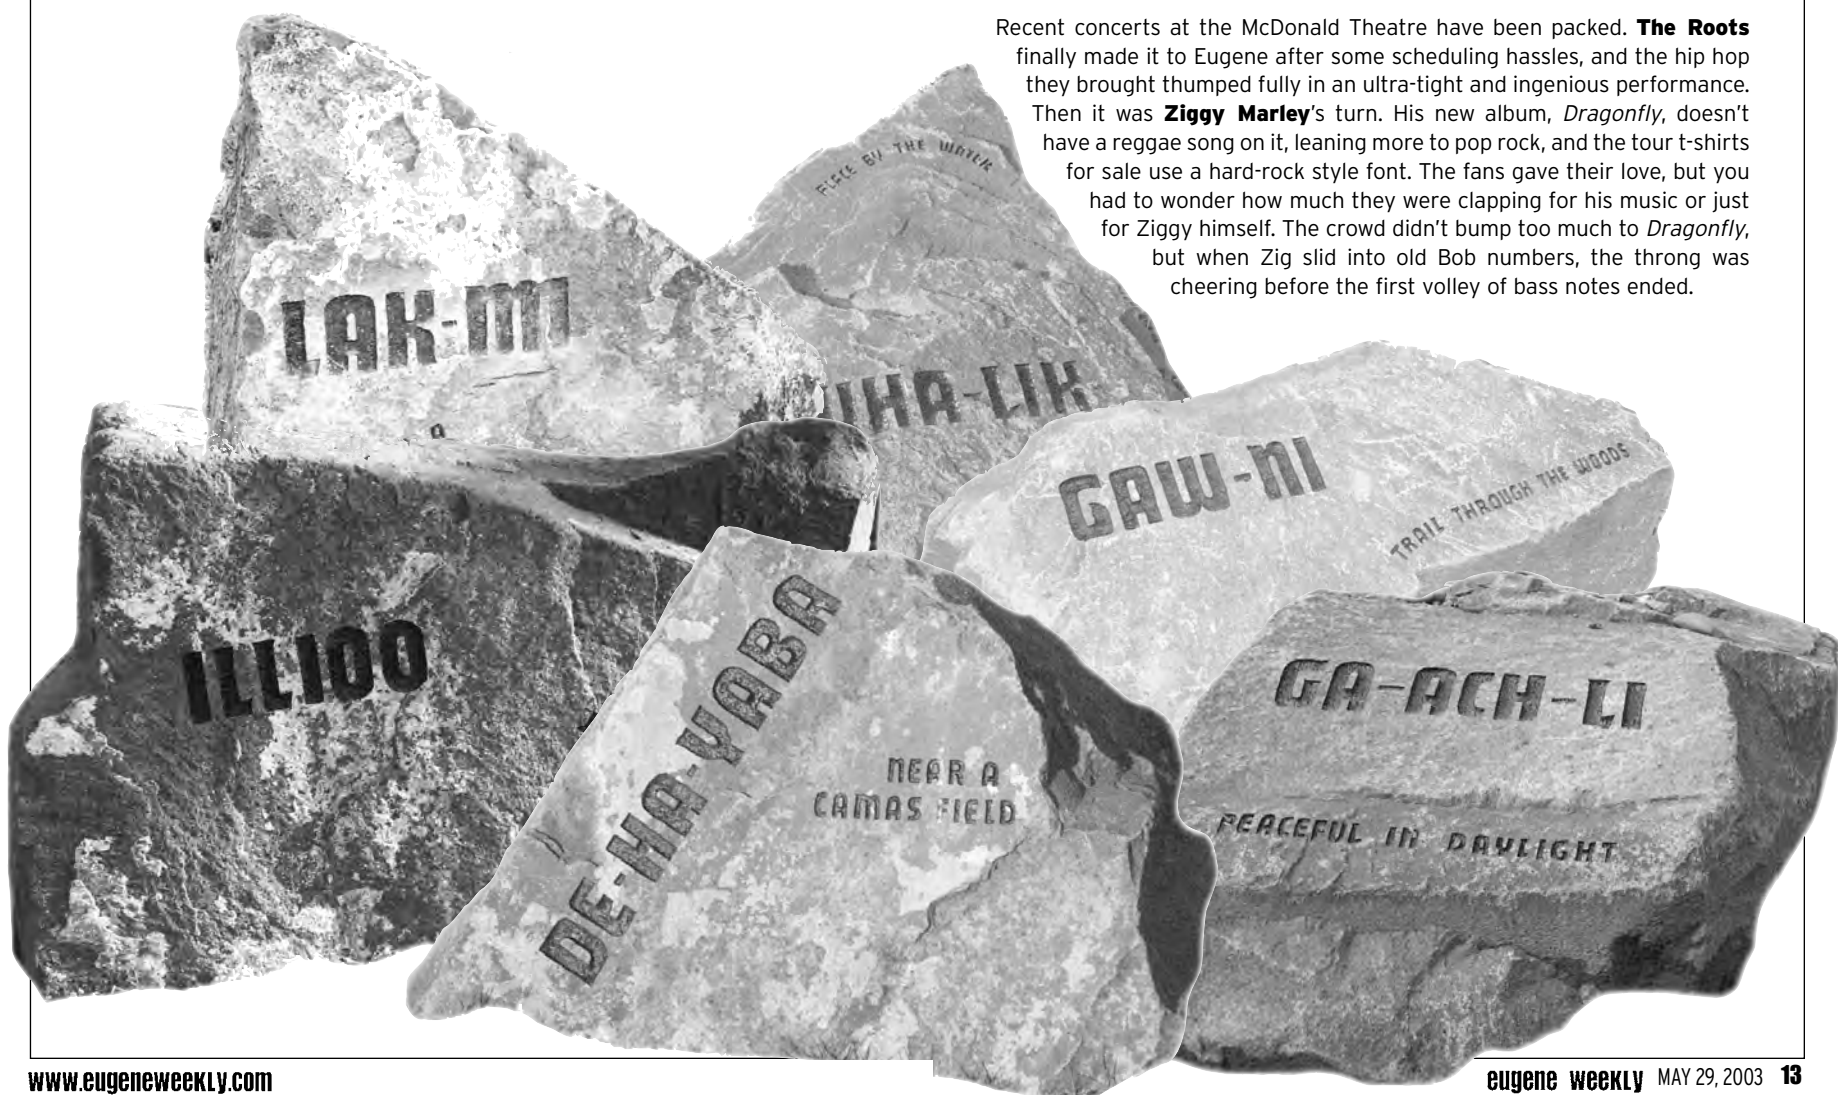 Recent concerts at the McDonald Theatre have been packed. The Roots
finally made it to Eugene after some scheduling hassles, and the hip hop
they brought thumped fully in an ultra-tight and ingenious performance.
Then it was Ziggy Marley's turn. His new album, Dragonfly, doesn't
have a reggae song on it, leaning more to pop rock, and the tour t-shirts
for sale use a hard-rock style font. The fans gave their love, but you
had to wonder how much they were clapping for his music or just
for Ziggy himself. The crowd didn't bump too much to Dragonfly,
but when Zig slid into old Bob numbers, the throng was
cheering before the first volley of bass notes ended.
PLACE BY THE WATER
LAK-NI
IHA-LIK
A
GAW-NI
TRAIL THROUGH THE WOODS
ILLIOO
DE-HA-YABA
NEAR A
CAMAS FIELD
GA-ACH-LI
PEACEFUL IN DAYLIGHT
www.eugeneweekly.com
eugene weekly MAY 29, 2003 13